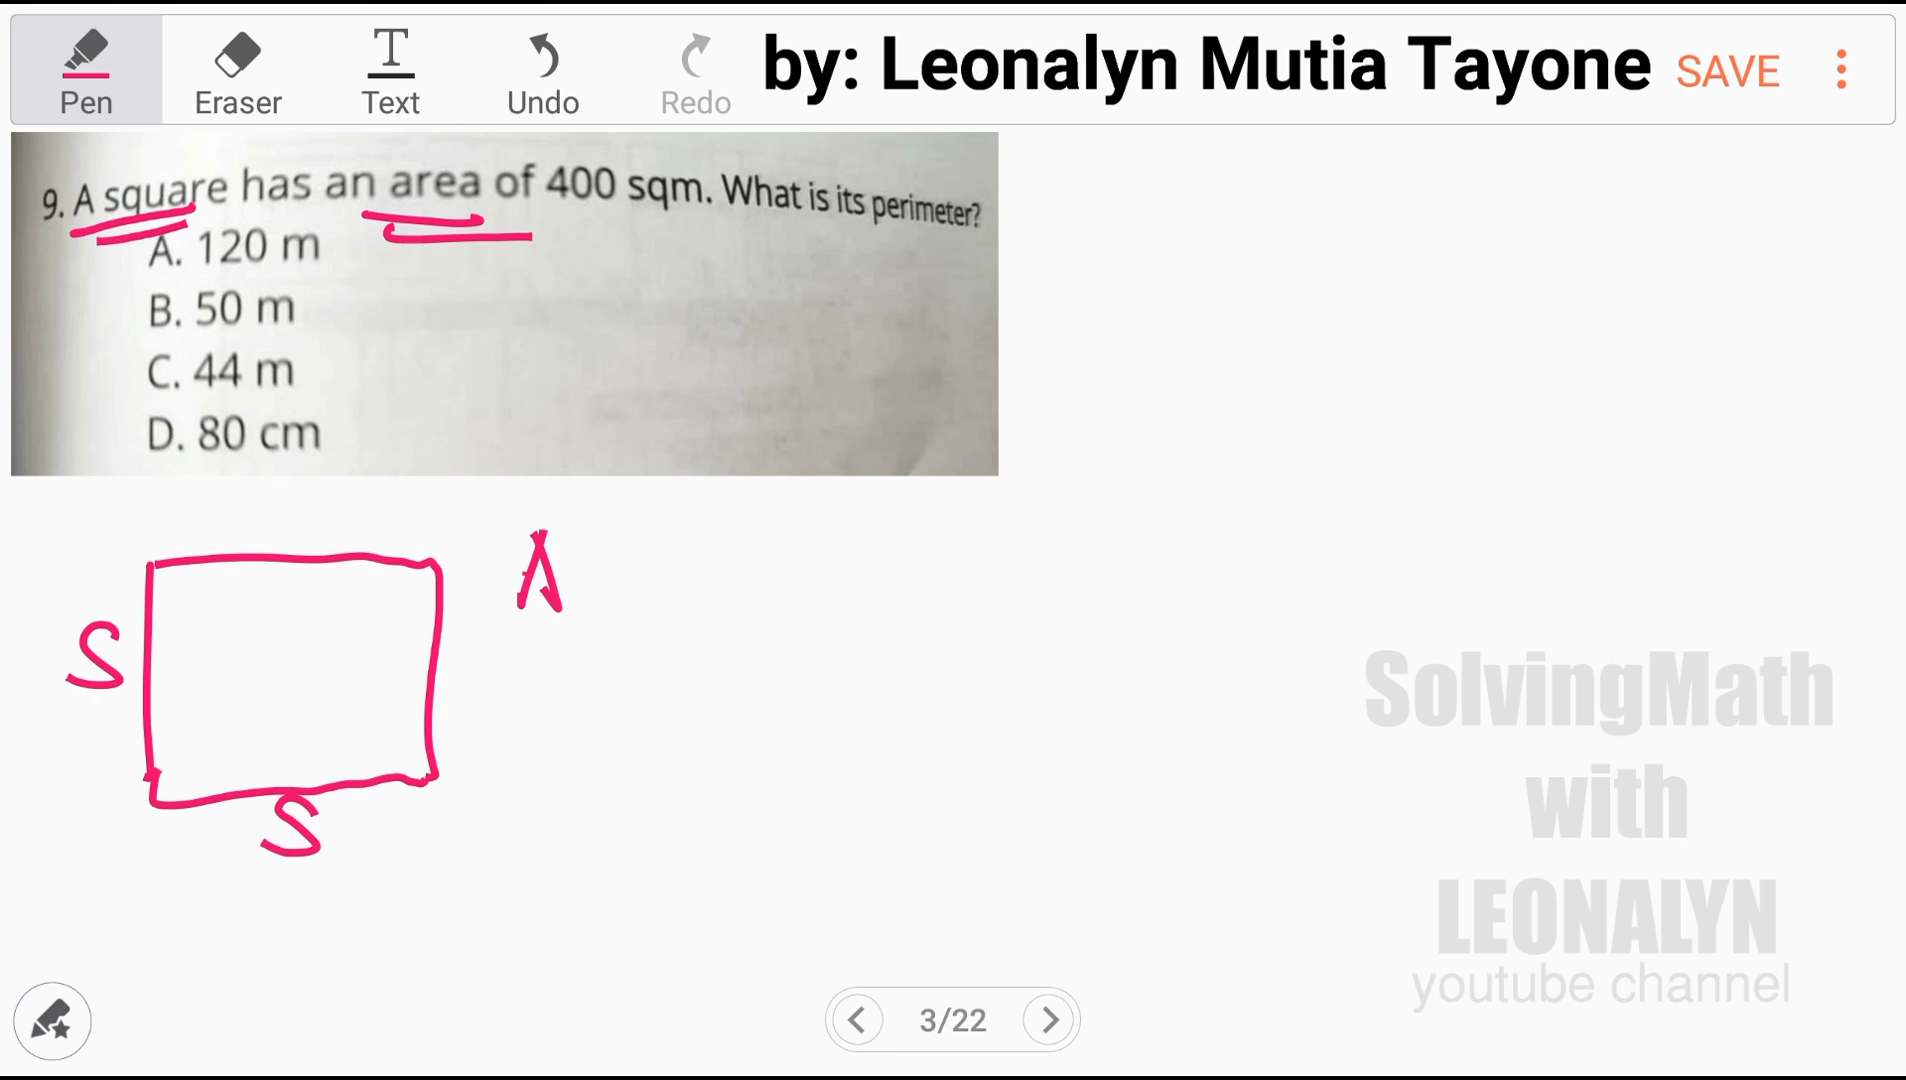 Pen
Eraser
Text
Undo
Redo
by: Leonalyn Mutia Tayone
SAVE
9. A square has an area of 400 sqm. What is its perimeter?
A. 120 m
B. 50 m
C. 44 m
D. 80 cm
A
S
S
SolvingMath
with
LEONALYN
youtube channel
3/22